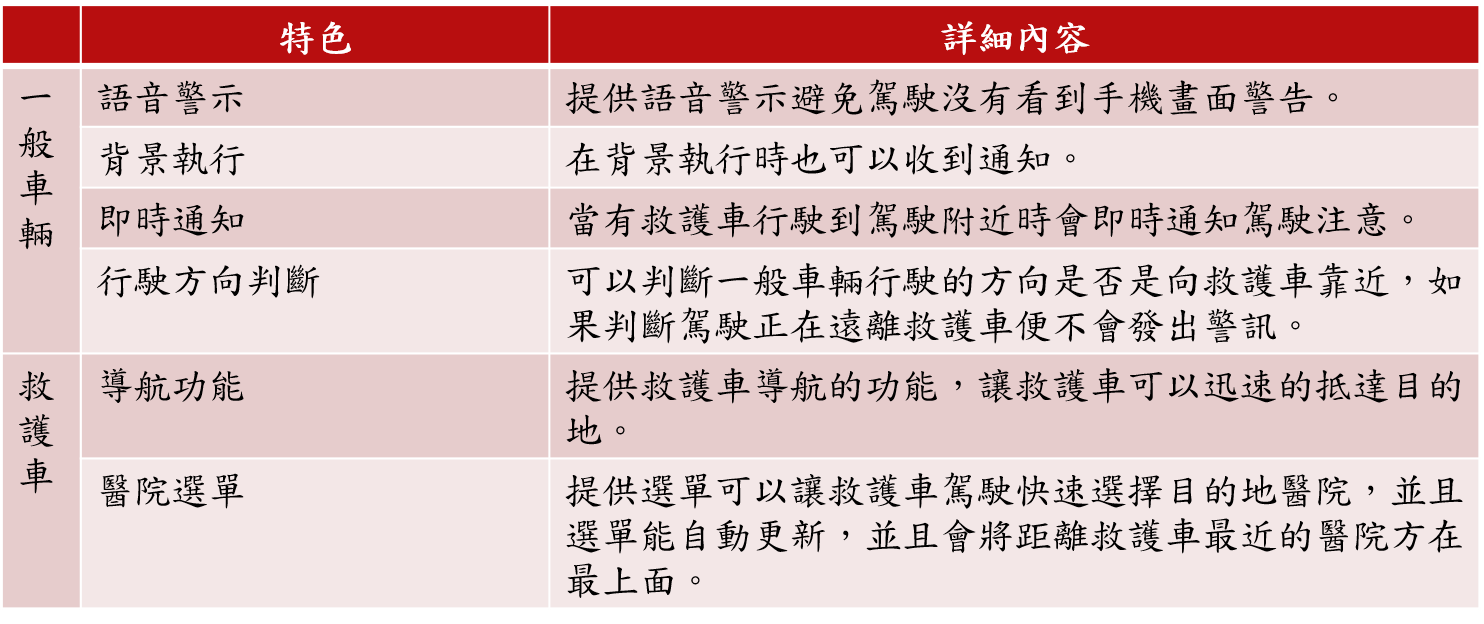 特色 詳細內容
一般車輛
語音警示 提供語音警示避免駕駛沒有看到手機畫面警告。
背景執行 在背景執行時也可以收到通知。
即時通知 當有救護車行駛到駕駛附近時會即時通知駕駛注意。
行駛方向判斷 可以判斷一般車輛行駛的方向是否是向救護車靠近，如
果判斷駕駛正在遠離救護車便不會發出警訊。
救護車
導航功能 提供救護車導航的功能，讓救護車可以迅速的抵達目的
地。
醫院選單 提供選單可以讓救護車駕駛快速選擇目的地醫院，並且
選單能自動更新，並且會將距離救護車最近的醫院方在
最上面。